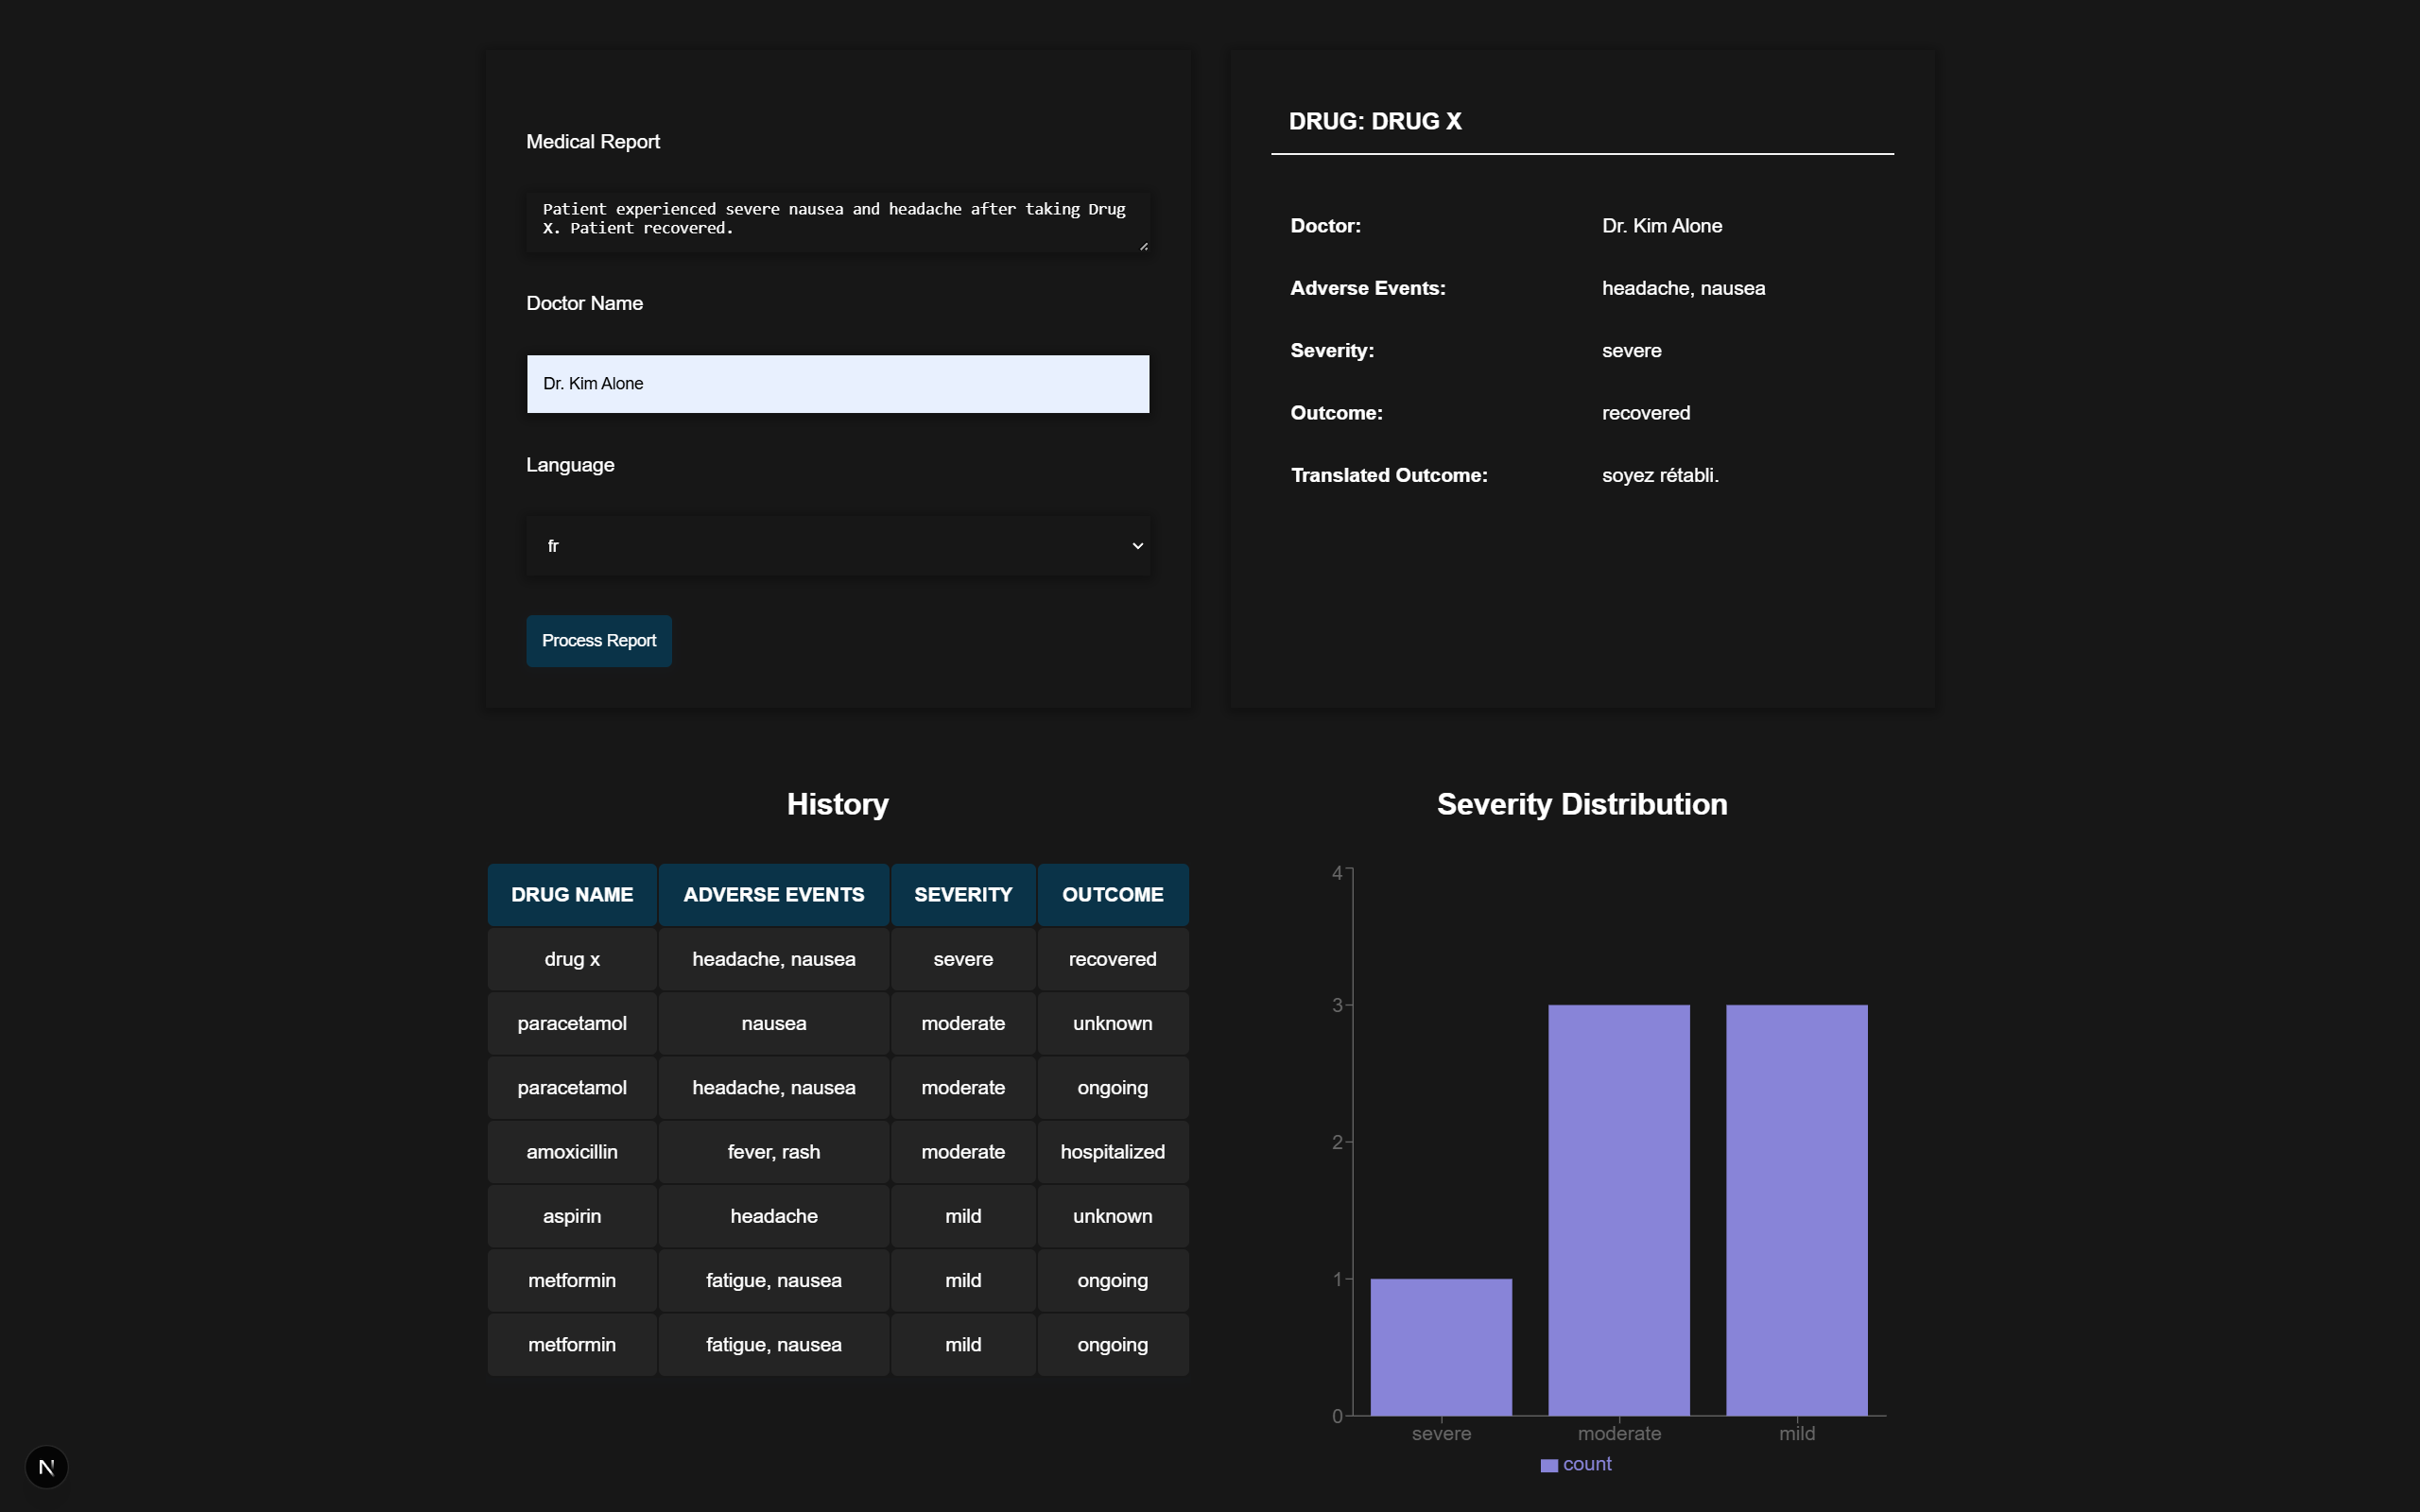 Medical Report
Patient experienced severe nausea and headache after taking Drug
X. Patient recovered.
Doctor Name
Dr. Kim Alone
Language
fr
Process Report
DRUG: DRUG X
Doctor: Dr. Kim Alone
Adverse Events: headache, nausea
Severity: severe
Outcome: recovered
Translated Outcome: soyez rétabli.
History
DRUG NAME ADVERSE EVENTS SEVERITY OUTCOME
drug x headache, nausea severe recovered
paracetamol nausea moderate unknown
paracetamol headache, nausea moderate ongoing
amoxicillin fever, rash moderate hospitalized
aspirin headache mild unknown
metformin fatigue, nausea mild ongoing
metformin fatigue, nausea mild ongoing
Severity Distribution
4
3
2
1
0
severe moderate mild
count
N